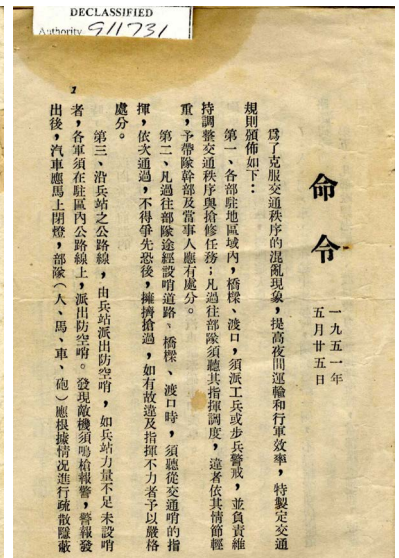 DECLASSIFIED
Authority 911731
命令
一九五一年
五月廿五日
爲了克服交通秩序的混亂現象，提高夜間運輸和行軍效率，特製定交通
規則頒佈如下：
第一、各部駐地區域内，橋樑、渡口，須派工兵或步兵警戒，並負責維
持調整交通秩序與搶修任務；凡過往部隊須聽其指揮調度，違者依其情節輕
重，予帶隊幹部及當事人應有處分。
第二、凡過往部隊途經設哨道路、橋樑、渡口時，須聽從交通哨的指
揮，依次通過，不得爭先恐後，擁擠搶過，如有故違及指揮不力者予以嚴格
處分。
第三、沿兵站之公路線，由兵站派出防空哨，如兵站力量不足未設哨
者，各軍須在駐區内公路線上，派出防空哨。發現敵機須鳴槍報警，警報發
出後，汽車應馬上閉燈，部隊（人、馬、車、砲）應根據情况進行疏散隱蔽
1